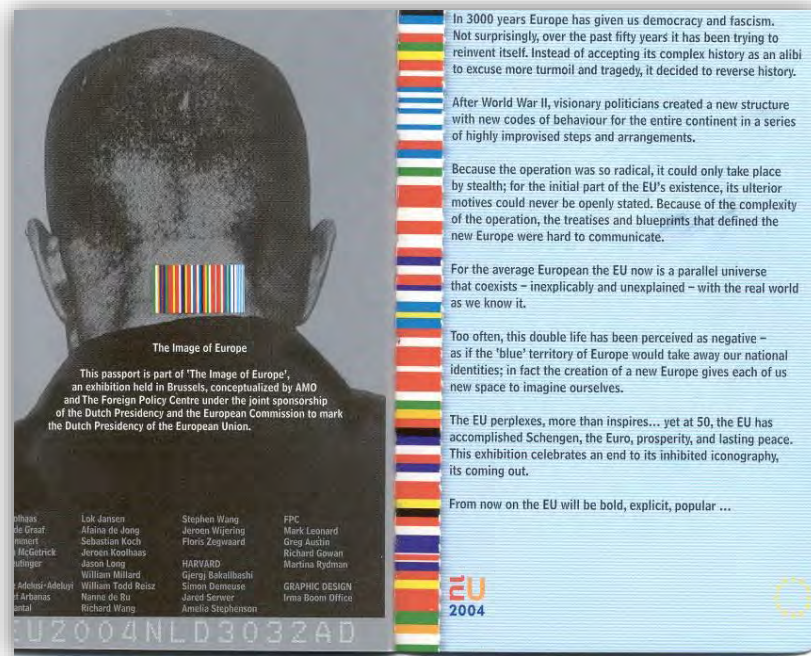 The Image of Europe
This passport is part of 'The Image of Europe',
an exhibition held in Brussels, conceptualized by AMO
and The Foreign Policy Centre under the joint sponsorship
of the Dutch Presidency and the European Commission to mark
the Dutch Presidency of the European Union.
olhaas
de Graaf
mmert
McGetrick
utinger
Adelusi-Adeluyi
Arbanas
antal
Lok Jansen
Afaina de Jong
Sebastian Koch
Jeroen Koolhaas
Jason Long
William Millard
William Todd Reisz
Nanne de Ru
Richard Wang
Stephen Wang
Jeroen Wijering
Floris Zegwaard
HARVARD
Gjergj Bakallbashi
Simon Demeuse
Jared Serwer
Amelia Stephenson
FPC
Mark Leonard
Greg Austin
Richard Gowan
Martina Rydman
GRAPHIC DESIGN
Irma Boom Office
EU2004NLD3032AD
In 3000 years Europe has given us democracy and fascism.
Not surprisingly, over the past fifty years it has been trying to
reinvent itself. Instead of accepting its complex history as an alibi
to excuse more turmoil and tragedy, it decided to reverse history.
After World War II, visionary politicians created a new structure
with new codes of behaviour for the entire continent in a series
of highly improvised steps and arrangements.
Because the operation was so radical, it could only take place
by stealth; for the initial part of the EU's existence, its ulterior
motives could never be openly stated. Because of the complexity
of the operation, the treatises and blueprints that defined the
new Europe were hard to communicate.
For the average European the EU now is a parallel universe
that coexists – inexplicably and unexplained – with the real world
as we know it.
Too often, this double life has been perceived as negative –
as if the 'blue' territory of Europe would take away our national
identities; in fact the creation of a new Europe gives each of us
new space to imagine ourselves.
The EU perplexes, more than inspires... yet at 50, the EU has
accomplished Schengen, the Euro, prosperity, and lasting peace.
This exhibition celebrates an end to its inhibited iconography,
its coming out.
From now on the EU will be bold, explicit, popular ...
EU
2004